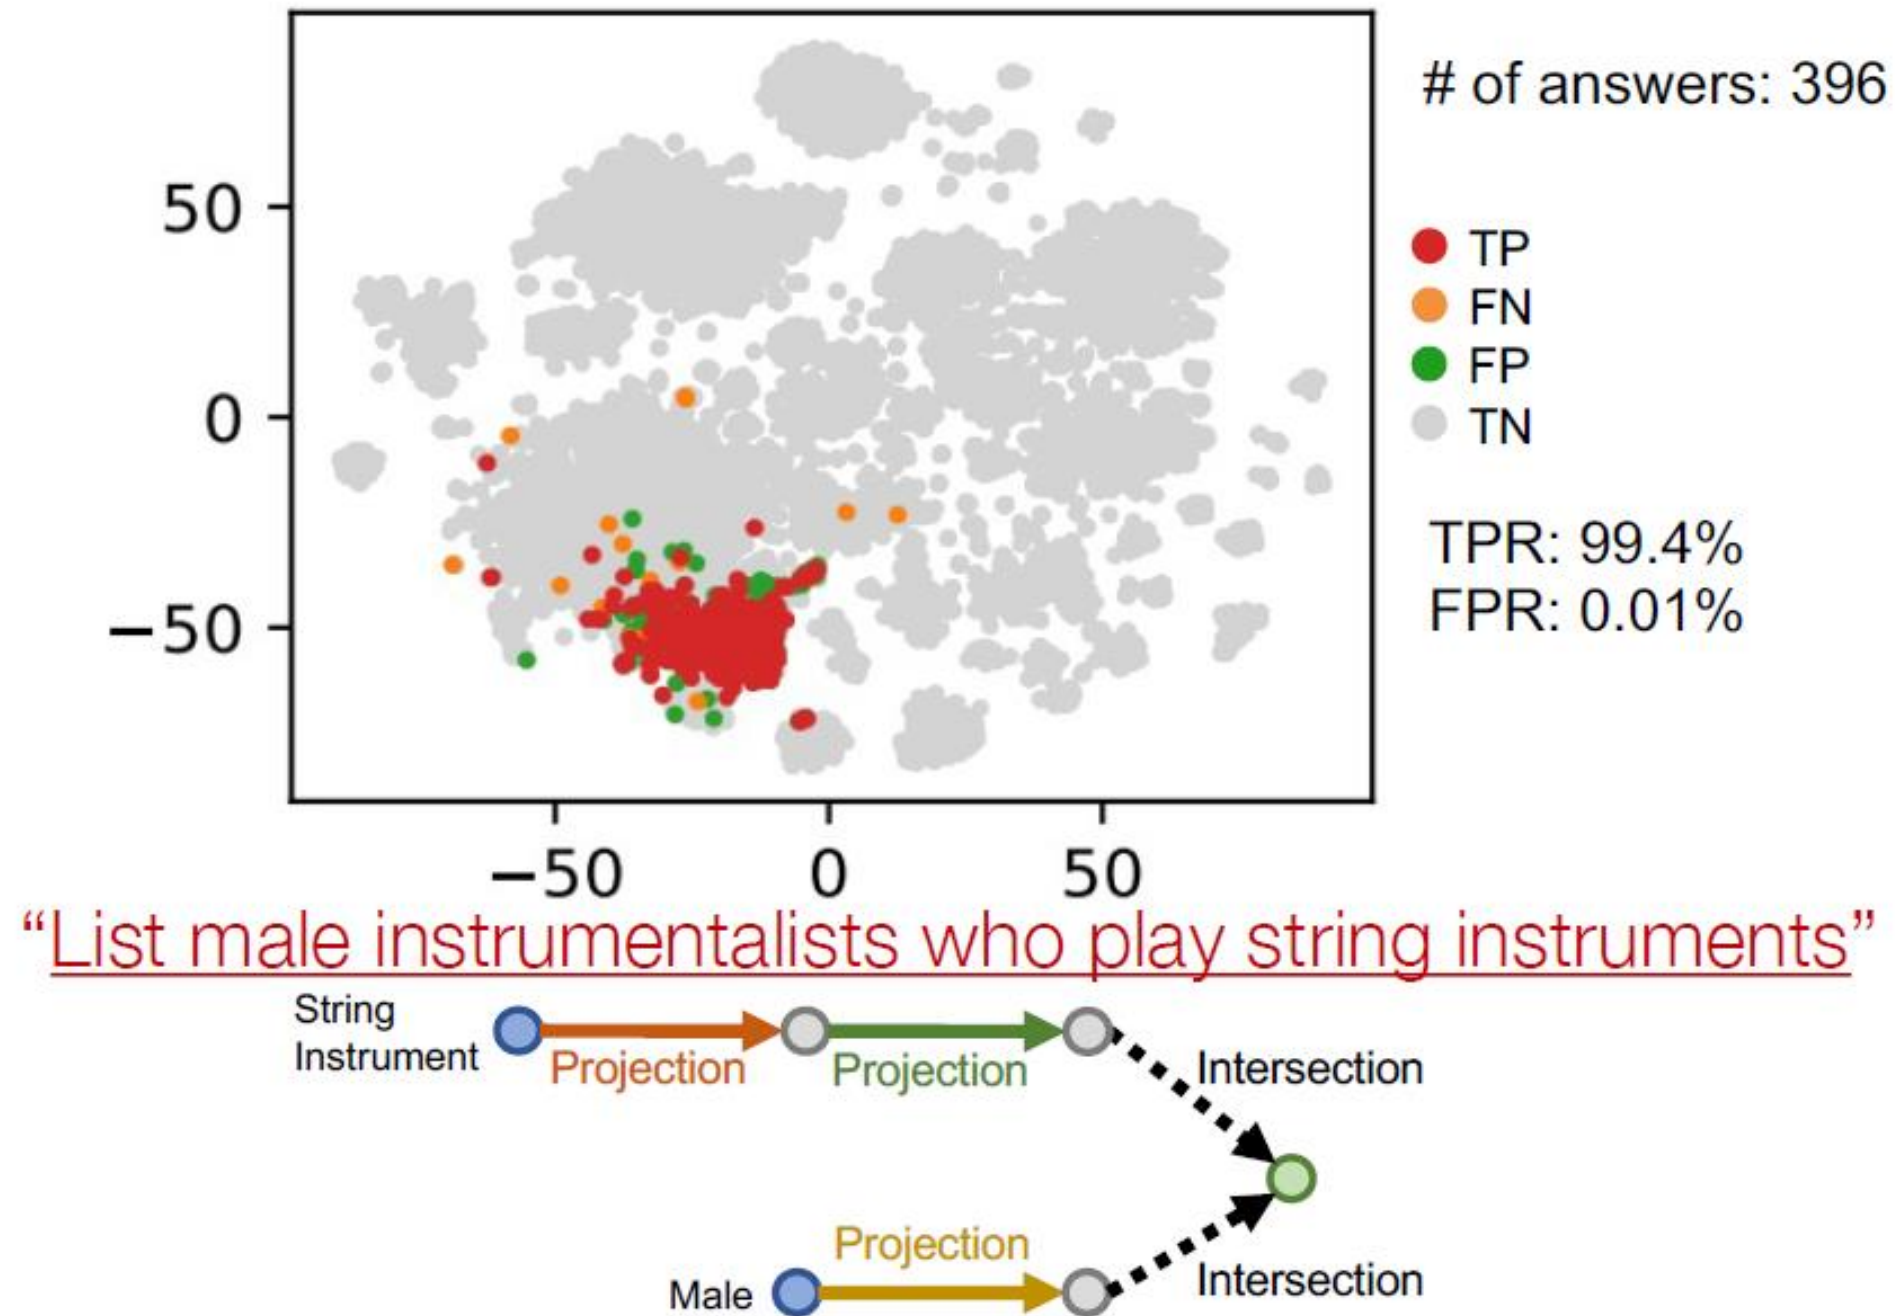 # of answers: 396
50
0
−50
TP
FN
FP
TN
TPR: 99.4%
FPR: 0.01%
−50 0 50
“List male instrumentalists who play string instruments”
String
Instrument
Projection
Projection
Intersection
Projection
Male
Intersection